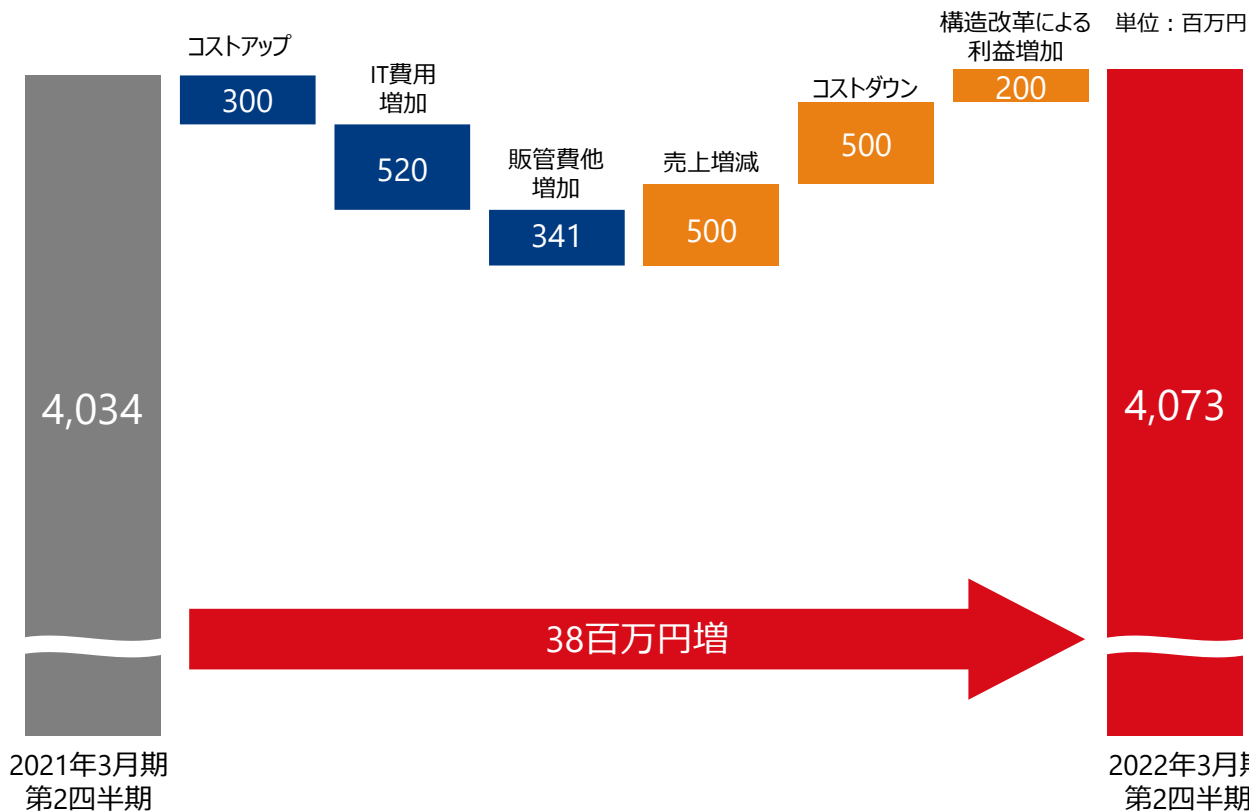 構造改革による
利益増加
単位：百万円
コストアップ
300
IT費用
増加
520
販管費他
増加
341
売上増減
500
コストダウン
500
200
4,034
4,073
38百万円増
2021年3月期
第2四半期
2022年3月期
第2四半期